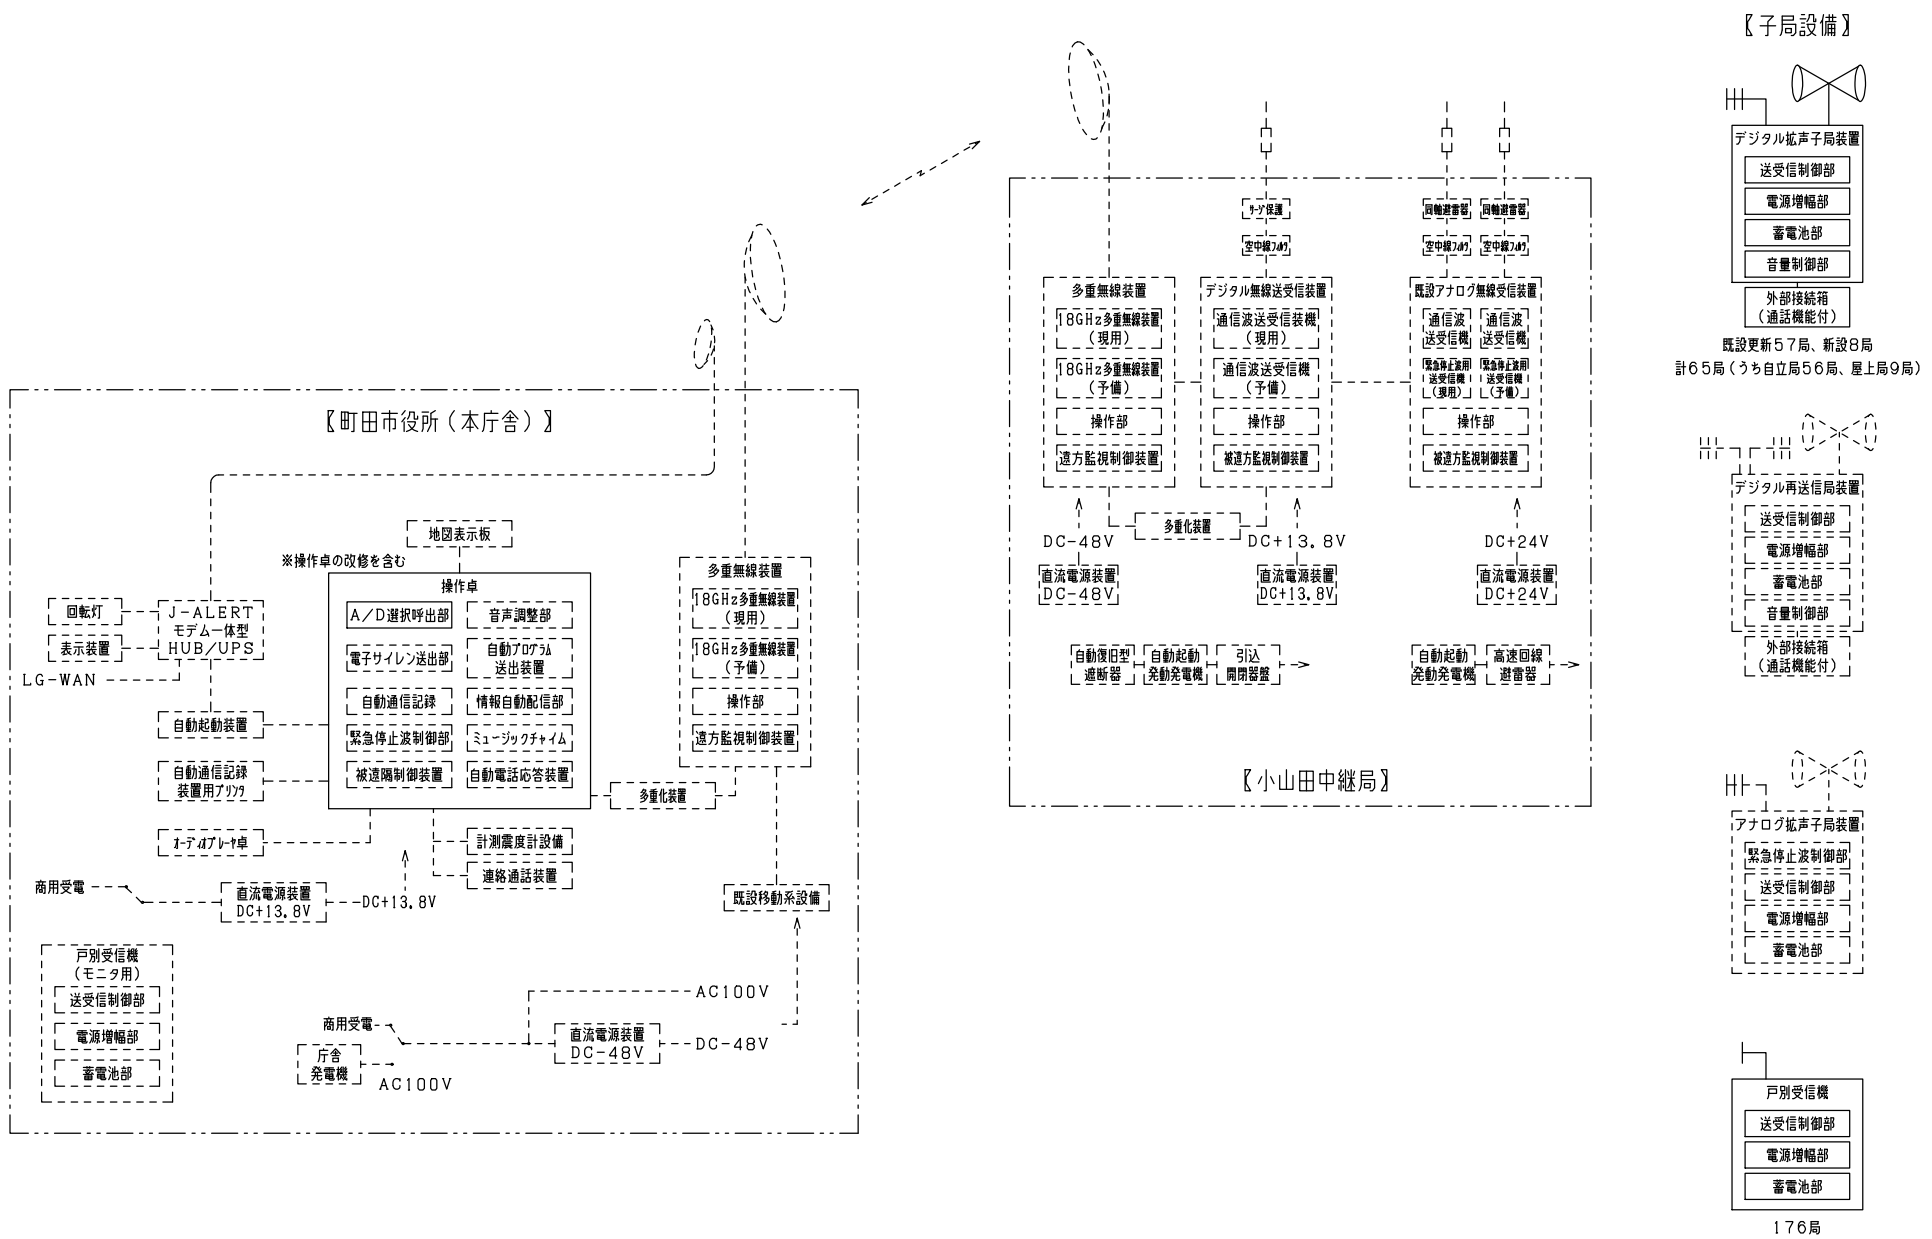 【町田市役所（本庁舎）】
地図表示板
※操作卓の改修を含む
操作卓
A／D選択呼出部
音声調整部
電子サイレン送出部
自動プログラム
送出装置
自動通信記録
情報自動配信部
緊急停止波制御部
ミュージックチャイム
被遠隔制御装置
自動電話応答装置
回転灯
表示装置
J-ALERT
モデム一体型
HUB/UPS
LG-WAN
自動起動装置
自動通信記録
装置用プリンタ
オーディオプレーヤ卓
計測震度計設備
連絡通話装置
商用受電
直流電源装置
DC+13.8V
DC+13.8V
多重無線装置
18GHz多重無線装置
（現用）
18GHz多重無線装置
（予備）
操作部
遠方監視制御装置
多重化装置
既設移動系設備
戸別受信機
（モニタ用）
送受信制御部
電源増幅部
蓄電池部
商用受電
庁舎
発電機
AC100V
直流電源装置
DC-48V
AC100V
DC-48V
サージ保護
空中線フィルタ
同軸避雷器
同軸避雷器
空中線フィルタ
空中線フィルタ
多重無線装置
18GHz多重無線装置
（現用）
18GHz多重無線装置
（予備）
操作部
遠方監視制御装置
デジタル無線送受信装置
通信波送受信装機
（現用）
通信波送受信機
（予備）
操作部
被遠方監視制御装置
既設アナログ無線受信装置
通信波
送受信機
通信波
送受信機
緊急停止波用
送受信機
（現用）
緊急停止波用
送受信機
（予備）
操作部
被遠方監視制御装置
多重化装置
DC-48V
DC+13.8V
DC+24V
直流電源装置
DC-48V
直流電源装置
DC+13.8V
直流電源装置
DC+24V
自動復旧型
遮断器
自動起動
発動発電機
引込
開閉器盤
自動起動
発動発電機
高速回線
避雷器
【小山田中継局】
【子局設備】
デジタル拡声子局装置
送受信制御部
電源増幅部
蓄電池部
音量制御部
外部接続箱
（通話機能付）
既設更新57局、新設8局
計65局（うち自立局56局、屋上局9局）
デジタル再送信局装置
送受信制御部
電源増幅部
蓄電池部
音量制御部
外部接続箱
（通話機能付）
アナログ拡声子局装置
緊急停止波制御部
送受信制御部
電源増幅部
蓄電池部
戸別受信機
送受信制御部
電源増幅部
蓄電池部
176局